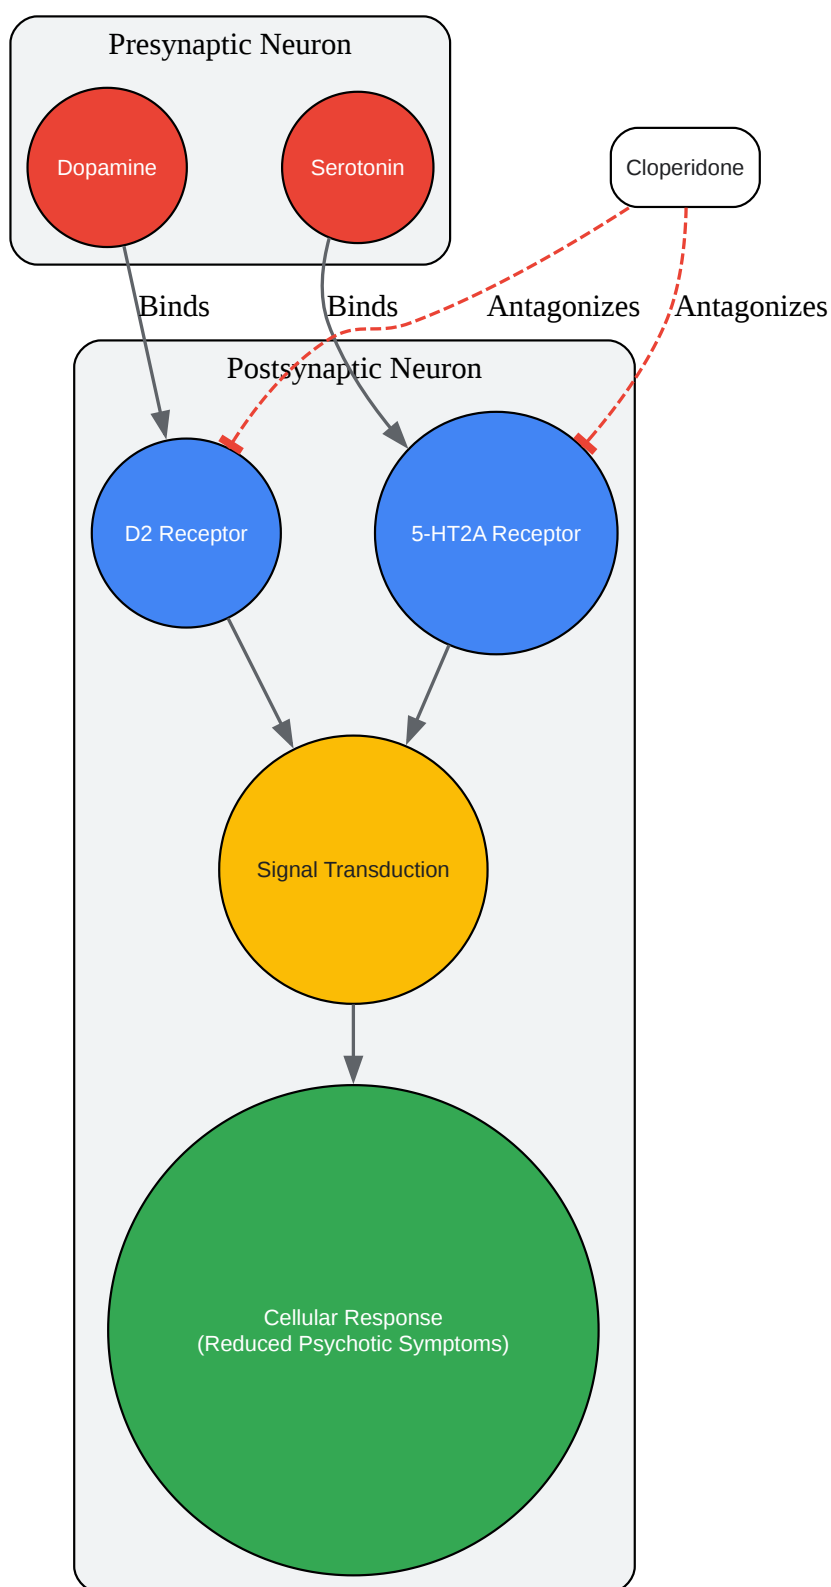 Presynaptic Neuron
Dopamine
Serotonin
Cloperidone
Binds
Binds
Antagonizes
Antagonizes
Postsynaptic Neuron
D2 Receptor
5-HT2A Receptor
Signal Transduction
Cellular Response
(Reduced Psychotic Symptoms)